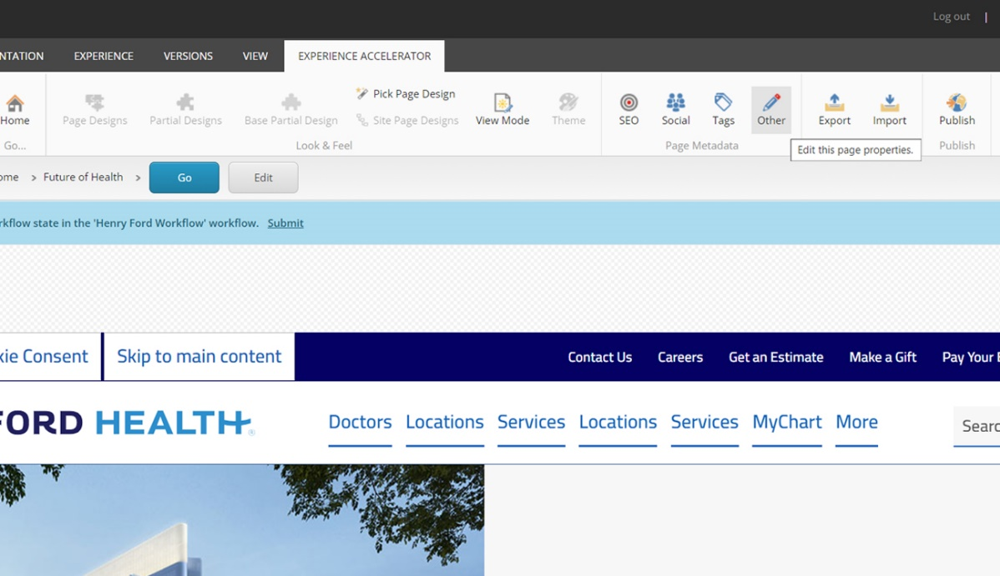 Log out |
NTATION EXPERIENCE VERSIONS VIEW EXPERIENCE ACCELERATOR
Home Page Designs Partial Designs Base Partial Design Pick Page Design Site Page Designs View Mode Theme SEO Social Tags Other Export Import Publish
Go... Look & Feel Page Metadata Publish
Edit this page properties.
ome > Future of Health > Go Edit
rkflow state in the 'Henry Ford Workflow' workflow. Submit
kie Consent Skip to main content Contact Us Careers Get an Estimate Make a Gift Pay Your B
FORD HEALTH® Doctors Locations Services Locations Services MyChart More Searc